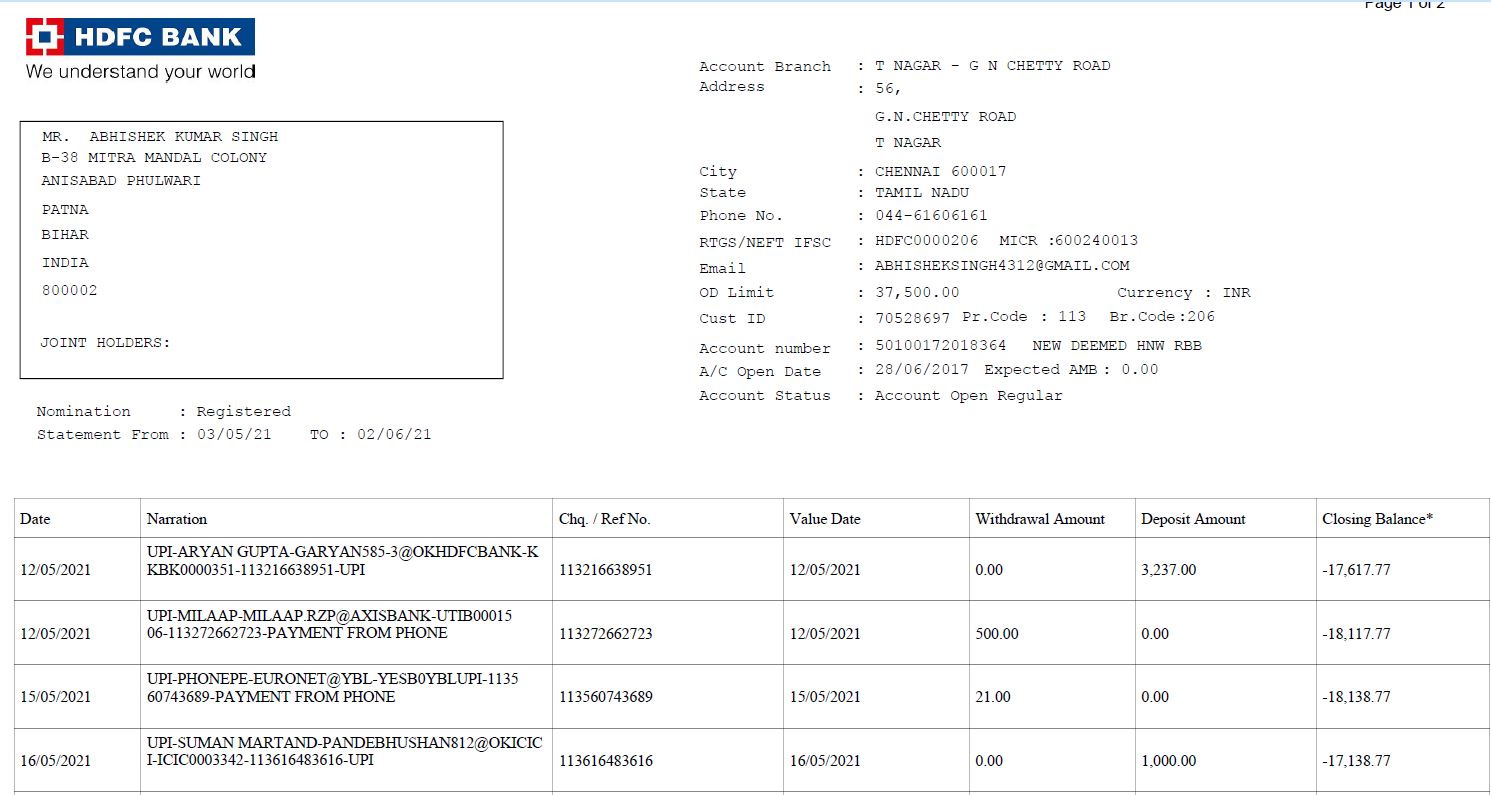 Page 1 of 2
HDFC BANK
We understand your world
Account Branch : T NAGAR - G N CHETTY ROAD
Address : 56,
G.N.CHETTY ROAD
T NAGAR
City : CHENNAI 600017
State : TAMIL NADU
Phone No. : 044-61606161
RTGS/NEFT IFSC : HDFC0000206 MICR :600240013
Email : ABHISHEKSINGH4312@GMAIL.COM
OD Limit : 37,500.00 Currency : INR
Cust ID : 70528697 Pr.Code : 113 Br.Code:206
Account number : 50100172018364 NEW DEEMED HNW RBB
A/C Open Date : 28/06/2017 Expected AMB : 0.00
Account Status : Account Open Regular
MR. ABHISHEK KUMAR SINGH
B-38 MITRA MANDAL COLONY
ANISABAD PHULWARI
PATNA
BIHAR
INDIA
800002
JOINT HOLDERS:
Nomination : Registered
Statement From : 03/05/21 TO : 02/06/21
Date Narration Chq. / Ref No. Value Date Withdrawal Amount Deposit Amount Closing Balance*
UPI-ARYAN GUPTA-GARYAN585-3@OKHDFCBANK-K
12/05/2021 KBK0000351-113216638951-UPI 113216638951 12/05/2021 0.00 3,237.00 -17,617.77
UPI-MILAAP-MILAAP.RZP@AXISBANK-UTIB00015
12/05/2021 06-113272662723-PAYMENT FROM PHONE 113272662723 12/05/2021 500.00 0.00 -18,117.77
UPI-PHONEPE-EURONET@YBL-YESB0YBLUPI-1135
15/05/2021 60743689-PAYMENT FROM PHONE 113560743689 15/05/2021 21.00 0.00 -18,138.77
UPI-SUMAN MARTAND-PANDEBHUSHAN812@OKICIC
16/05/2021 I-ICIC0003342-113616483616-UPI 113616483616 16/05/2021 0.00 1,000.00 -17,138.77